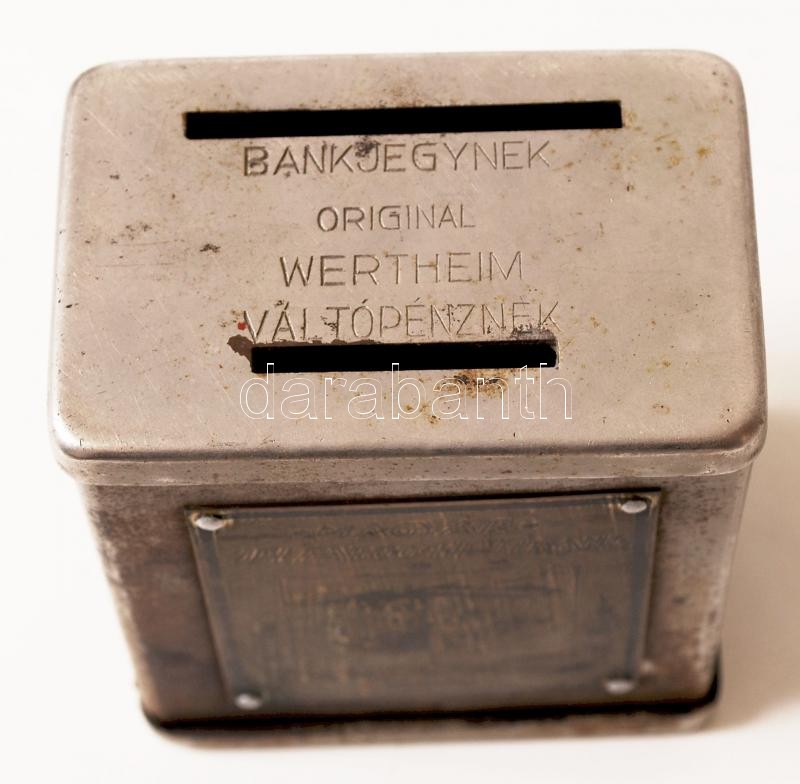 BANKJEGYNEK
ORIGINAL
WERTHEIM
VÁLTÓPÉNZNEK
darabanth